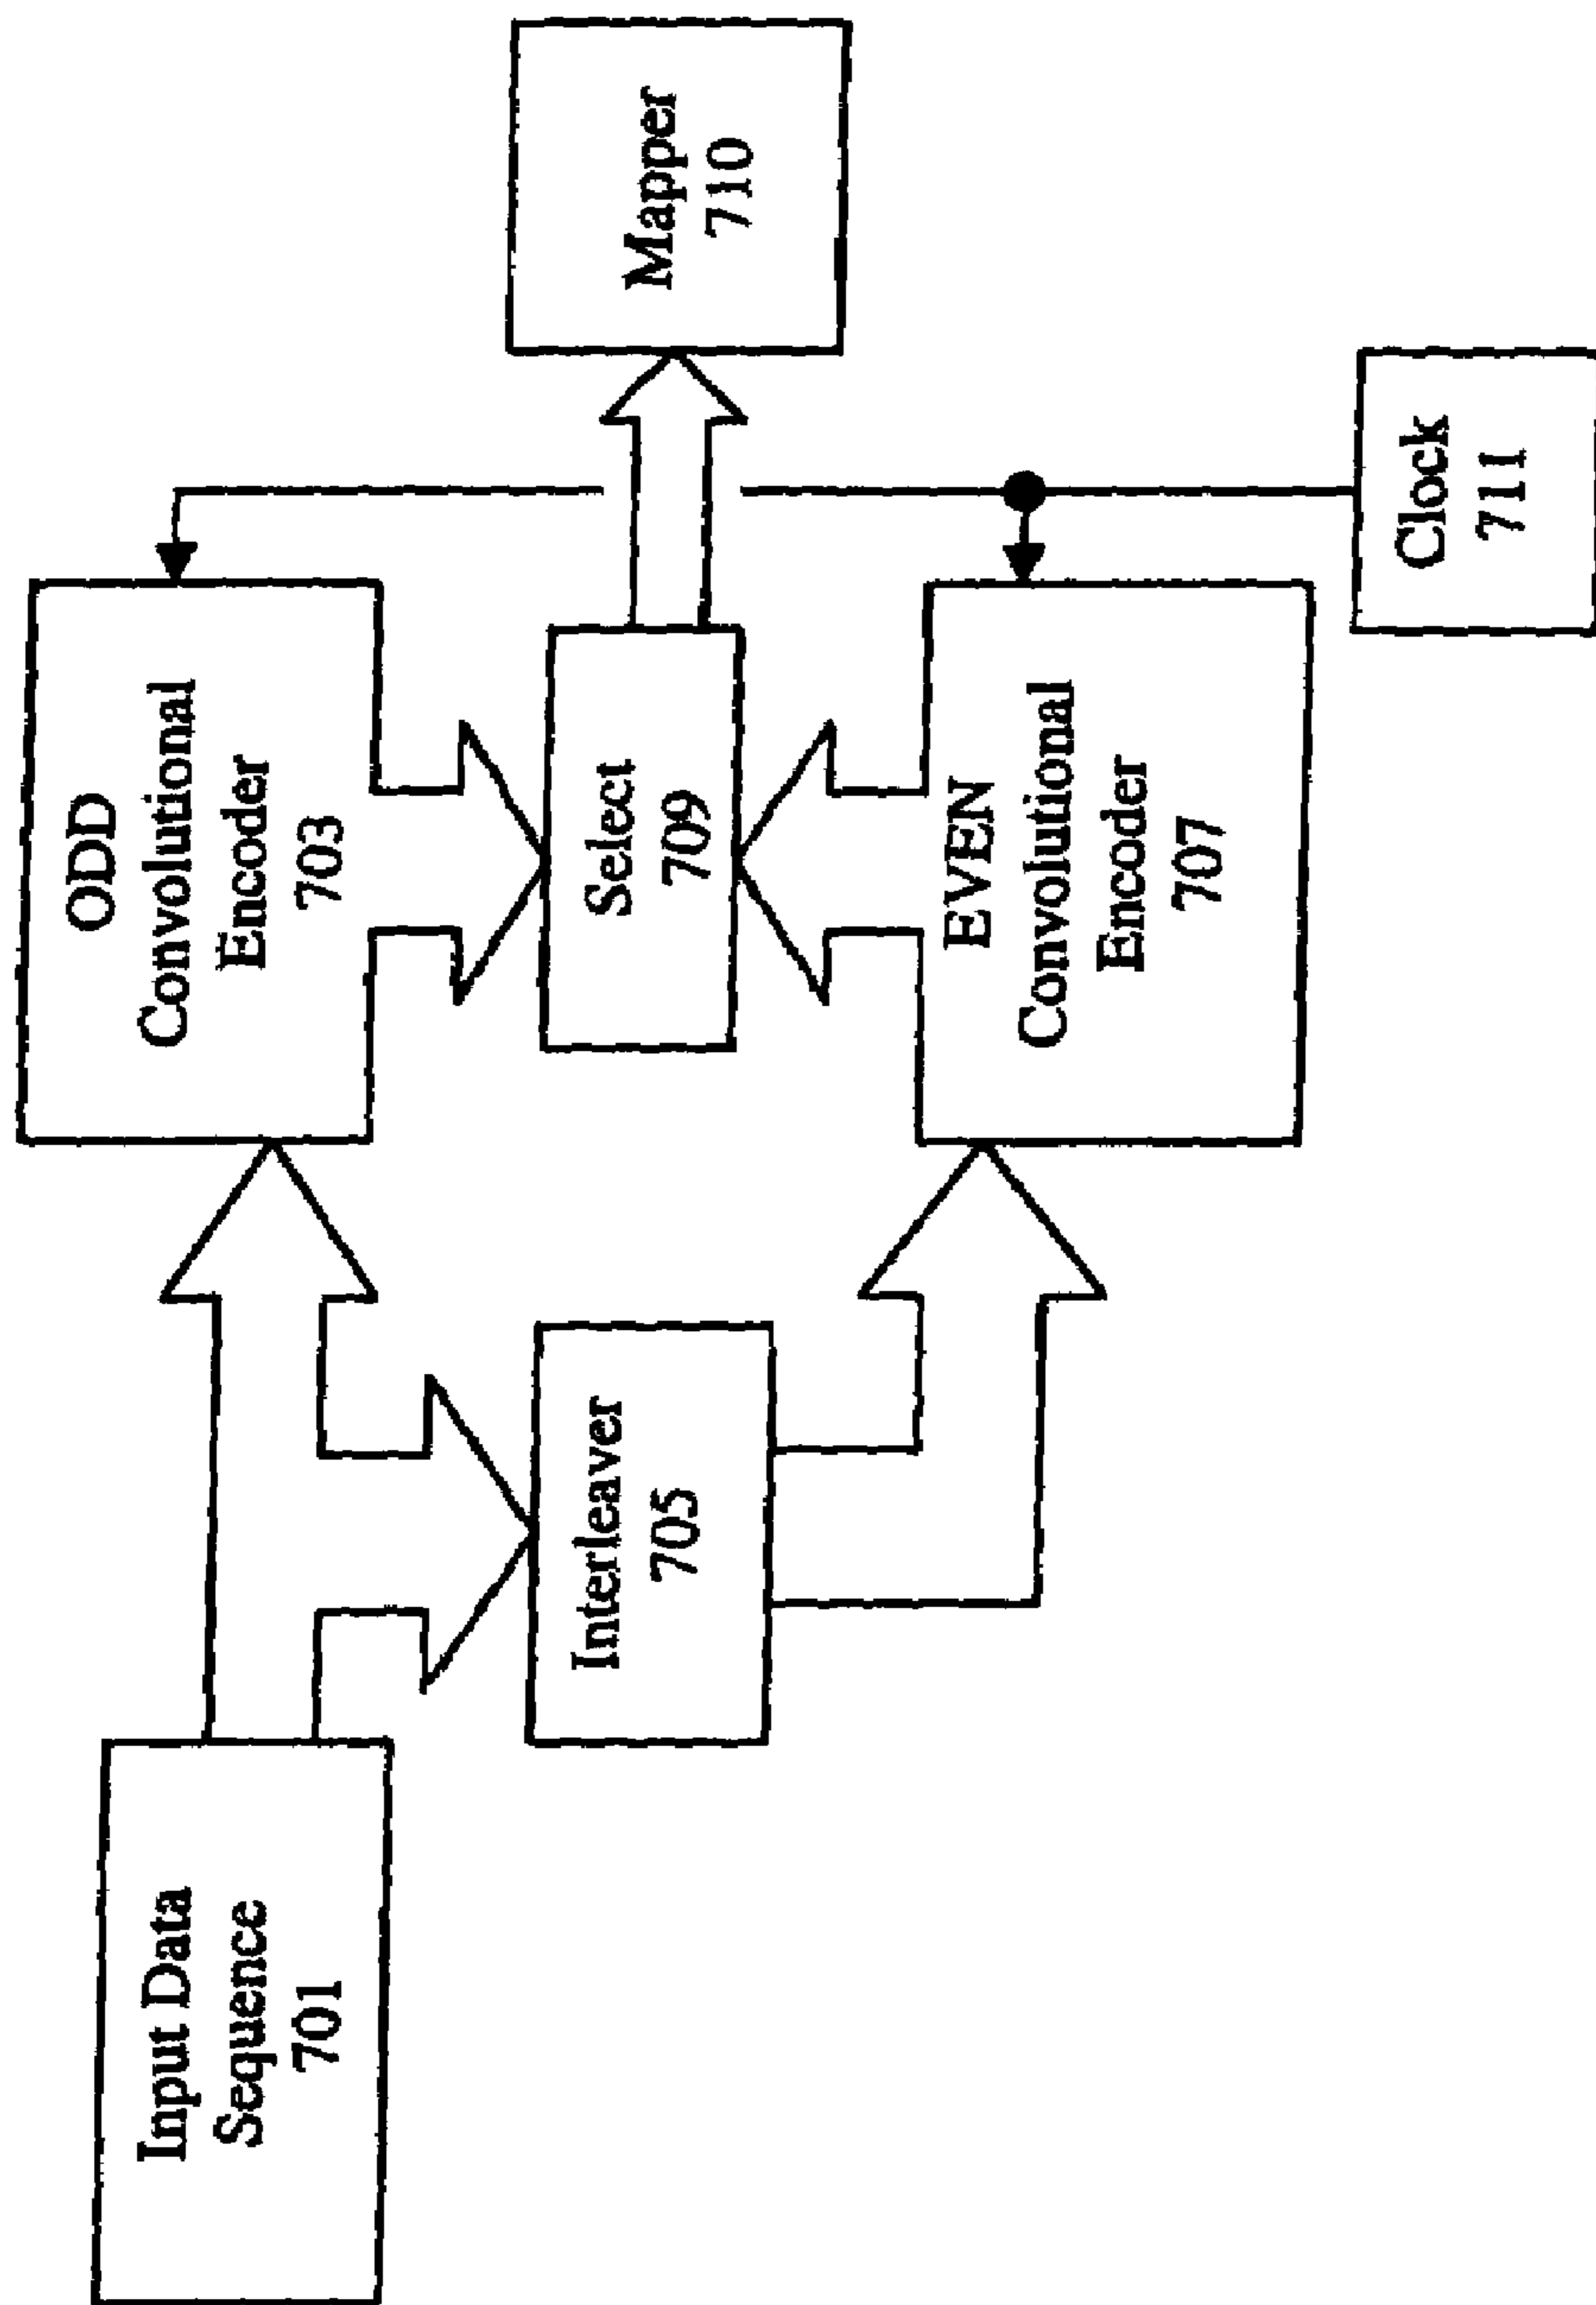 Input Data
Sequence
701
ODD
Convolutional
Encoder
703
Interleaver
705
Select
709
Mapper
710
EVEN
Convolutional
Encoder
707
Clock
711